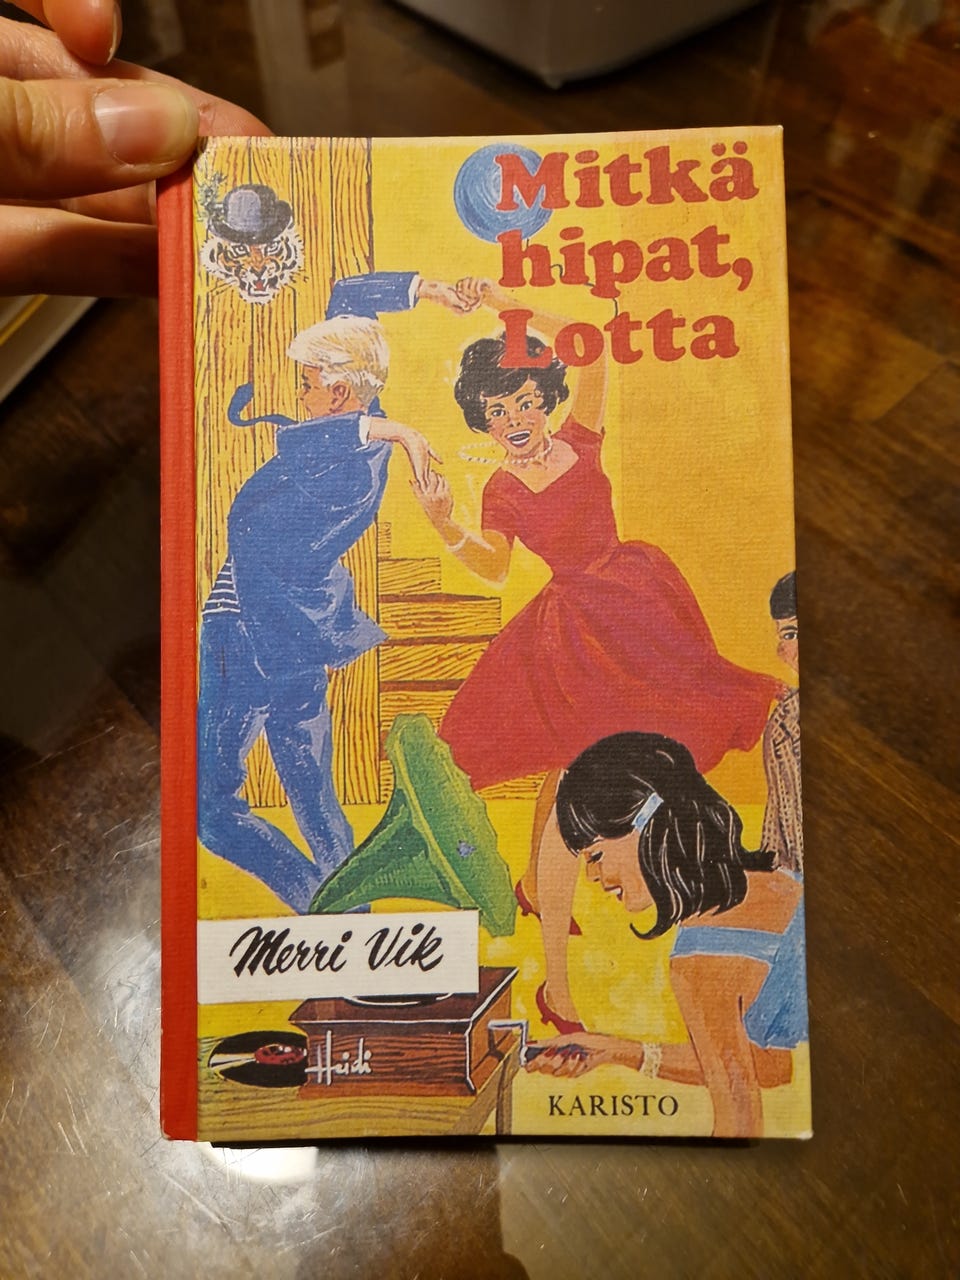 Mitkä
hipat,
Lotta
Merri Vik
Heidi
KARISTO